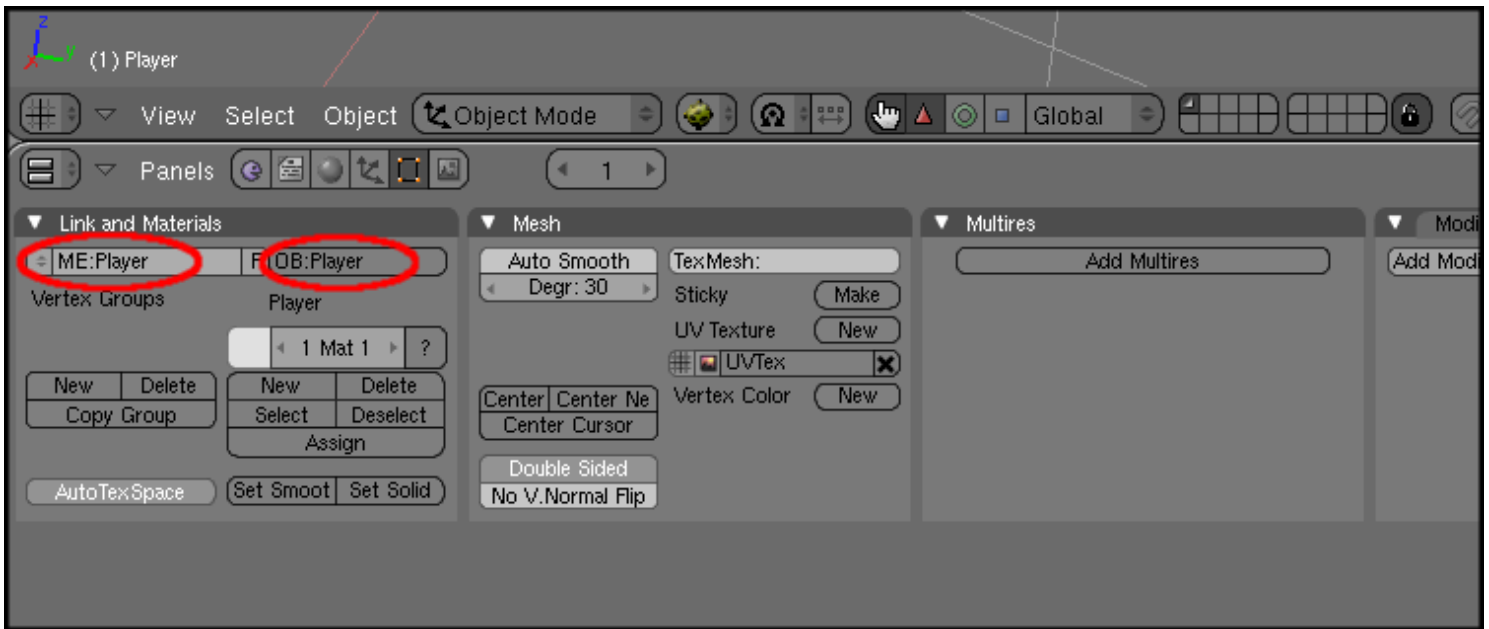 z
y
x
(1) Player
View Select Object Object Mode Global
Panels 1
Link and Materials
ME:Player F OB:Player
Vertex Groups Player
1 Mat 1 ?
New Delete New Delete
Copy Group Select Deselect
Assign
AutoTexSpace Set Smoot Set Solid
Mesh
Auto Smooth TexMesh:
Degr: 30 Sticky Make
UV Texture New
UVTex
Center Center Ne Vertex Color New
Center Cursor
Double Sided
No V.Normal Flip
Multires
Add Multires
Modi
Add Modi